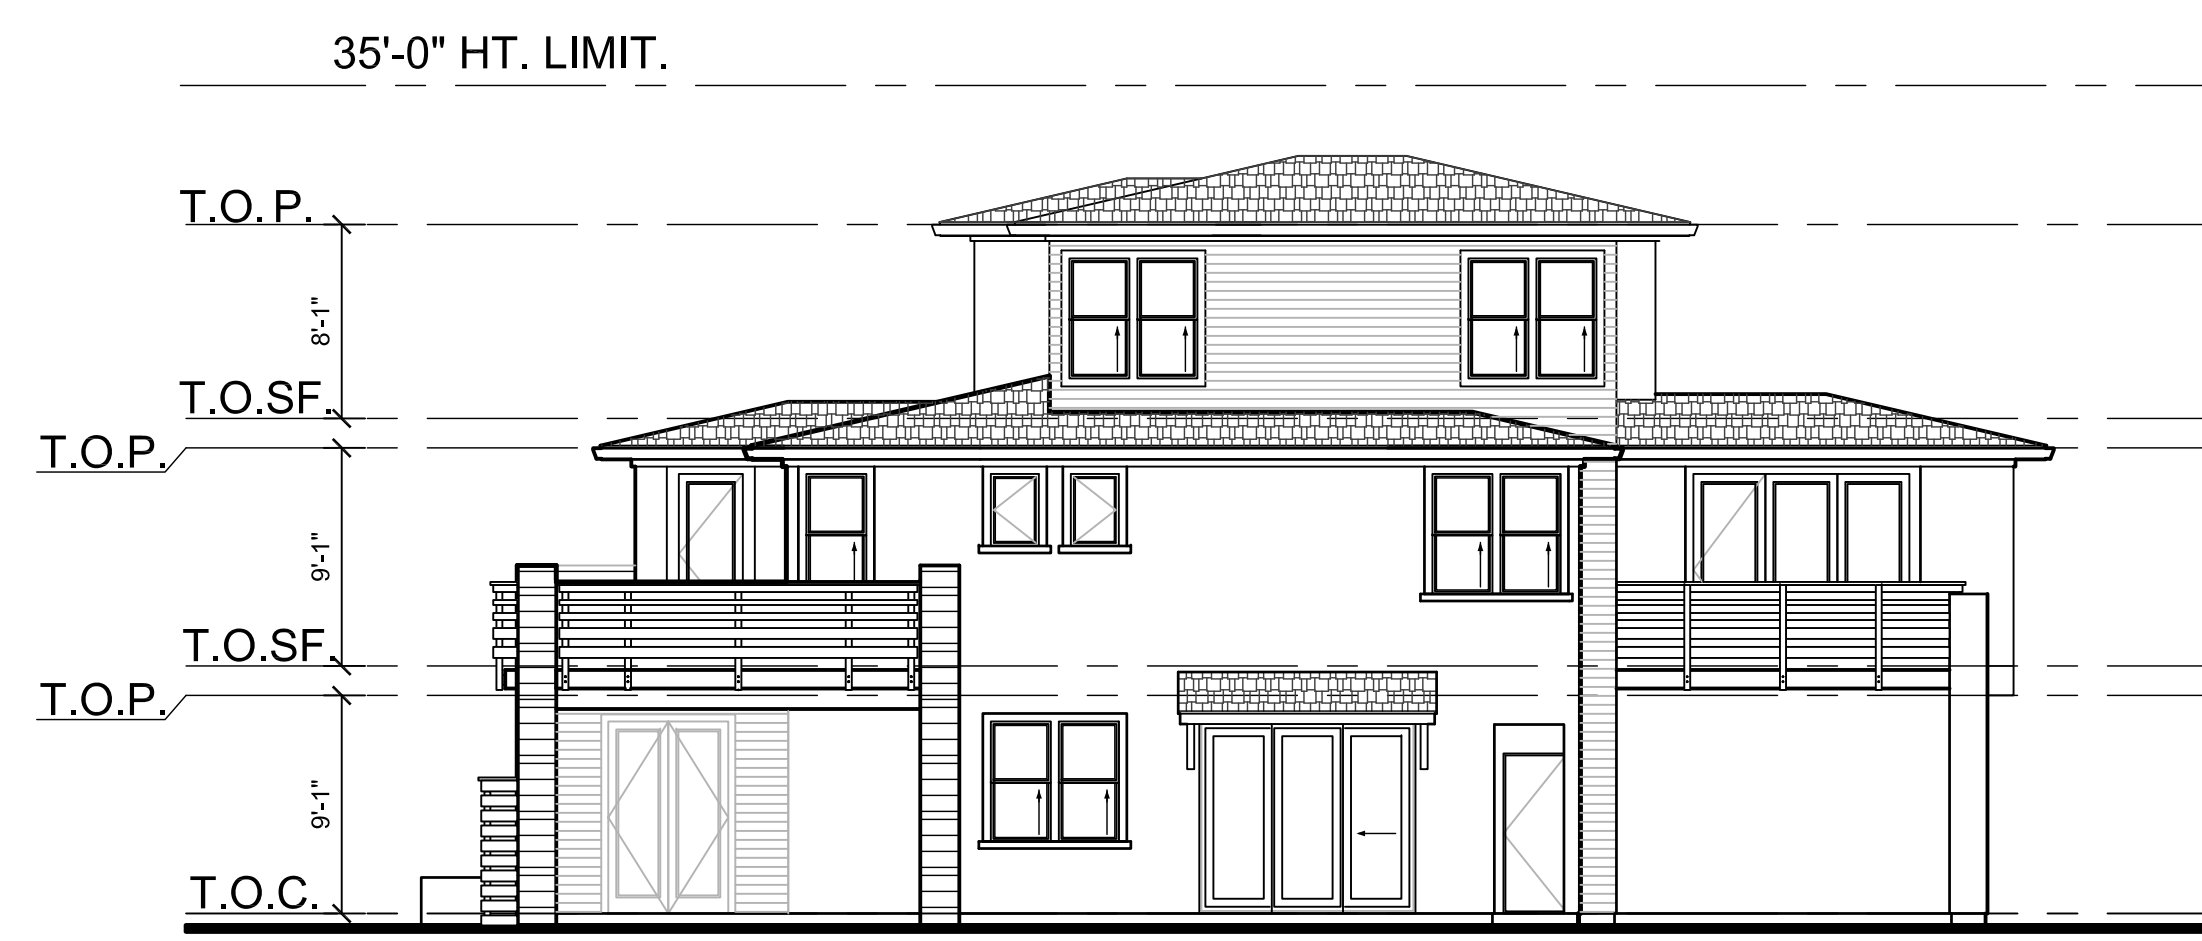 35'-0" HT. LIMIT.
T.O.P.
8'-1"
T.O.SF.
T.O.P.
9'-1"
T.O.SF.
T.O.P.
9'-1"
T.O.C.